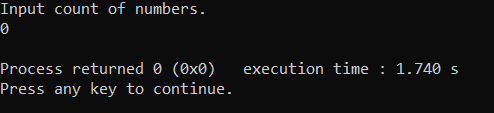 Input count of numbers.
0
Process returned 0 (0x0)   execution time : 1.740 s
Press any key to continue.